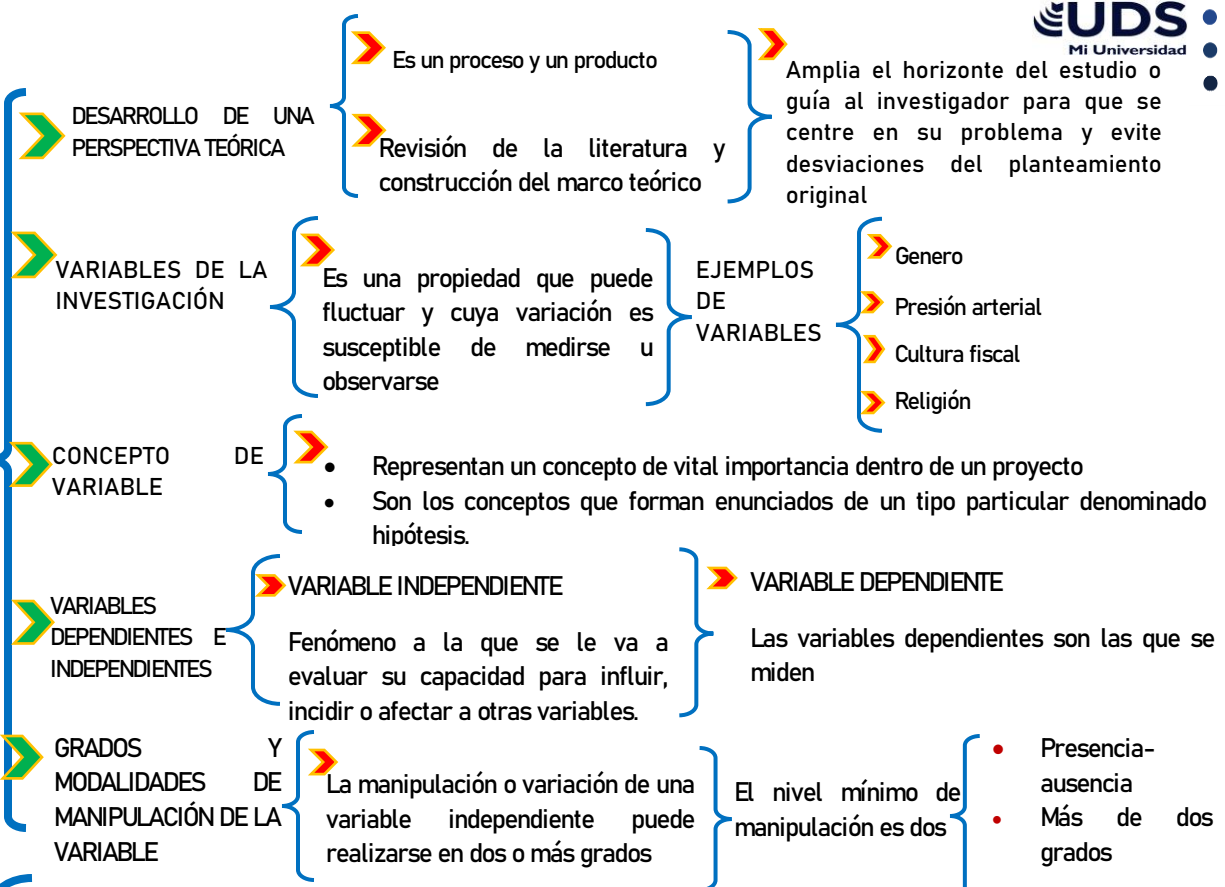 UDS
Mi Universidad
DESARROLLO DE UNA
PERSPECTIVA TEÓRICA
Es un proceso y un producto
Revisión de la literatura y
construcción del marco teórico
Amplia el horizonte del estudio o
guía al investigador para que se
centre en su problema y evite
desviaciones del planteamiento
original
VARIABLES DE LA
INVESTIGACIÓN
Es una propiedad que puede
fluctuar y cuya variación es
susceptible de medirse u
observarse
EJEMPLOS
DE
VARIABLES
Genero
Presión arterial
Cultura fiscal
Religión
CONCEPTO DE
VARIABLE
• Representan un concepto de vital importancia dentro de un proyecto
• Son los conceptos que forman enunciados de un tipo particular denominado
hipótesis.
VARIABLES
DEPENDIENTES E
INDEPENDIENTES
VARIABLE INDEPENDIENTE
Fenómeno a la que se le va a
evaluar su capacidad para influir,
incidir o afectar a otras variables.
VARIABLE DEPENDIENTE
Las variables dependientes son las que se
miden
GRADOS Y
MODALIDADES DE
MANIPULACIÓN DE LA
VARIABLE
La manipulación o variación de una
variable independiente puede
realizarse en dos o más grados
El nivel mínimo de
manipulación es dos
• Presencia-
ausencia
• Más de dos
grados